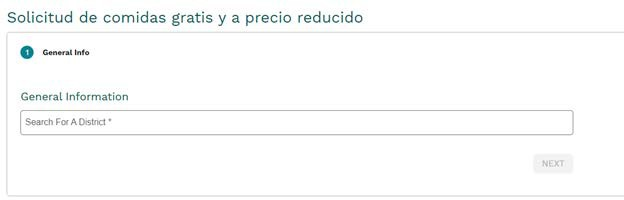 Solicitud de comidas gratis y a precio reducido
1 General Info
General Information
Search For A District *
NEXT